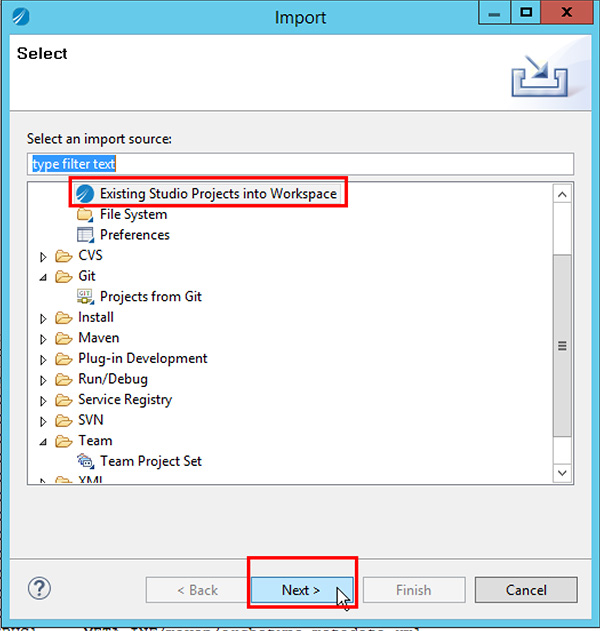 Import
Select
Select an import source:
type filter text
Existing Studio Projects into Workspace
File System
Preferences
CVS
Git
Projects from Git
Install
Maven
Plug-in Development
Run/Debug
Service Registry
SVN
Team
Team Project Set
XML
< Back
Next >
Finish
Cancel